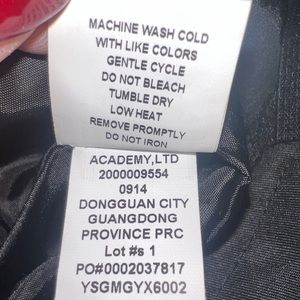 MACHINE WASH COLD
WITH LIKE COLORS
GENTLE CYCLE
DO NOT BLEACH
TUMBLE DRY
LOW HEAT
REMOVE PROMPTLY
DO NOT IRON
ACADEMY,LTD
2000009554
0914
DONGGUAN CITY
GUANGDONG
PROVINCE PRC
Lot #s 1
PO#0002037817
YSGMGYX6002